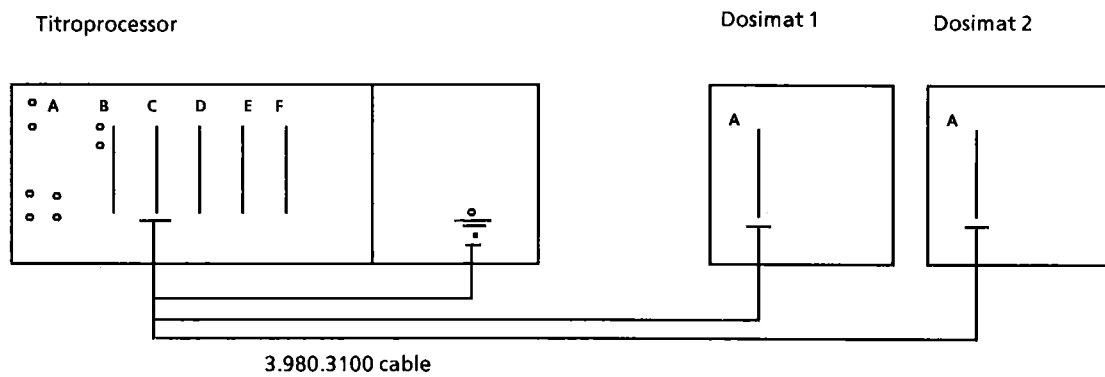 Titroprocessor
Dosimat 1
Dosimat 2
A B C D E F
A
A
3.980.3100 cable